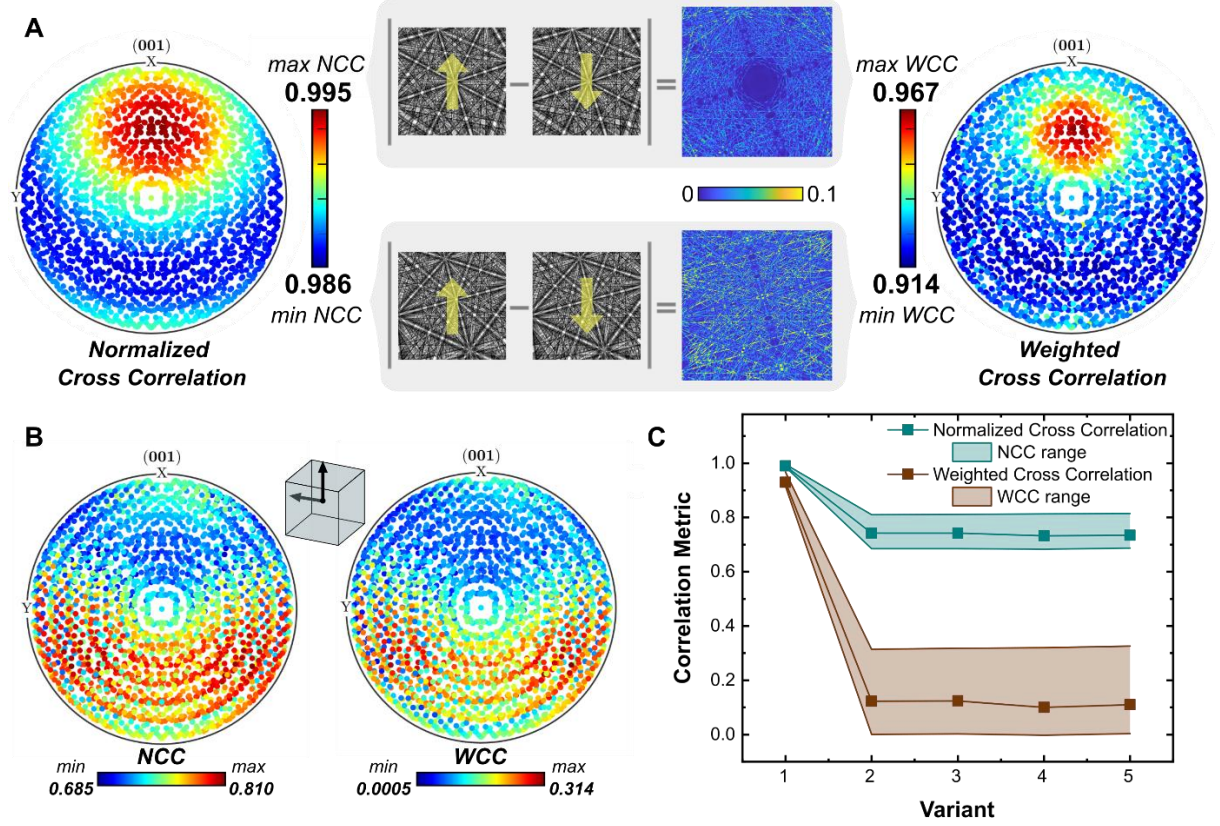 A
(001)
X
Y
max NCC
0.995
0.986
min NCC
Normalized
Cross Correlation
0
0.1
max WCC
0.967
0.914
min WCC
(001)
X
Y
Weighted
Cross Correlation
B
(001)
X
Y
NCC
min
max
0.685
0.810
(001)
X
Y
WCC
min
max
0.0005
0.314
C
Normalized Cross Correlation
NCC range
Weighted Cross Correlation
WCC range
Correlation Metric
1.0
0.8
0.6
0.4
0.2
0.0
1
2
3
4
5
Variant